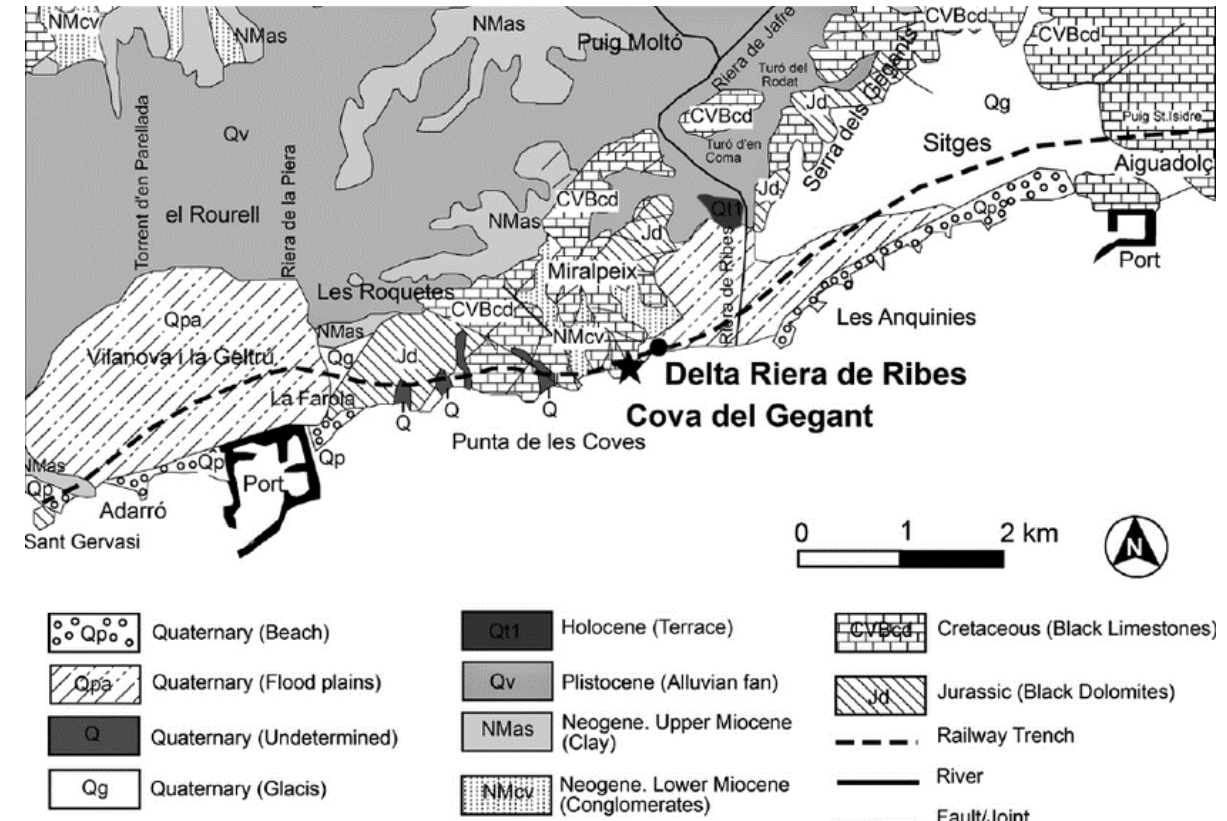 NMcv
NMas
NMas
Puig Moltó
Riera de Jafre
CVBcd
CVBcd
Turó del
Rodat
Jd
Serra dels Gegants
Qg
CVBcd
Puig St.Isidre
Turó d'en
Coma
Sitges
Aiguadolç
Torrent d'en Parellada
Qv
Riera de la Piera
el Rourell
Jd
CVBcd
NMas
Qt1
Jd
Qp
Riera de Ribes
Port
Miralpeix
Les Roquetes
CVBcd
NMcv
Les Anquinies
Qpa
NMas
Vilanova i la Geltrú
Qg
Jd
La Farola
Delta Riera de Ribes
Cova del Gegant
Q
Q
Q
Punta de les Coves
NMas
Qp
Qp
Qp
Port
Adarró
Sant Gervasi
0 1 2 km
N
Qp Quaternary (Beach)
Qpa Quaternary (Flood plains)
Q Quaternary (Undetermined)
Qg Quaternary (Glacis)
Qt1 Holocene (Terrace)
Qv Plistocene (Alluvian fan)
NMas Neogene. Upper Miocene
(Clay)
NMcv Neogene. Lower Miocene
(Conglomerates)
CVBcd Cretaceous (Black Limestones)
Jd Jurassic (Black Dolomites)
Railway Trench
River
Fault/Joint